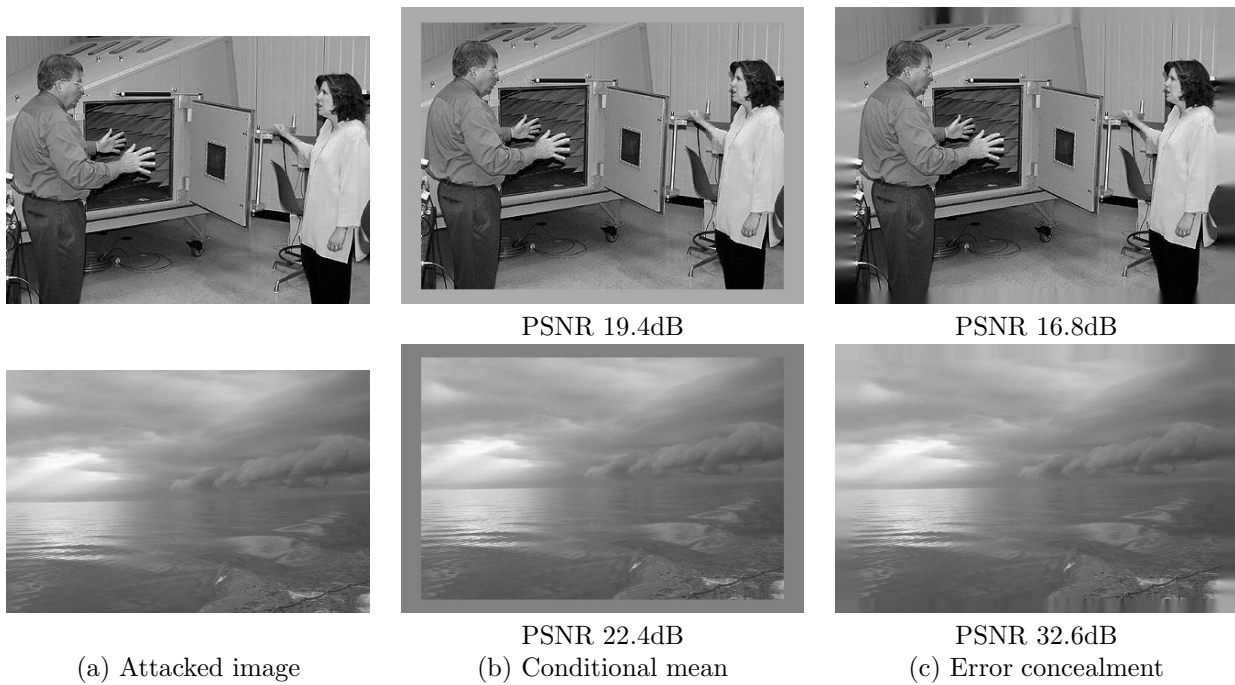 PSNR 19.4dB
PSNR 16.8dB
PSNR 22.4dB
PSNR 32.6dB
(a) Attacked image
(b) Conditional mean
(c) Error concealment